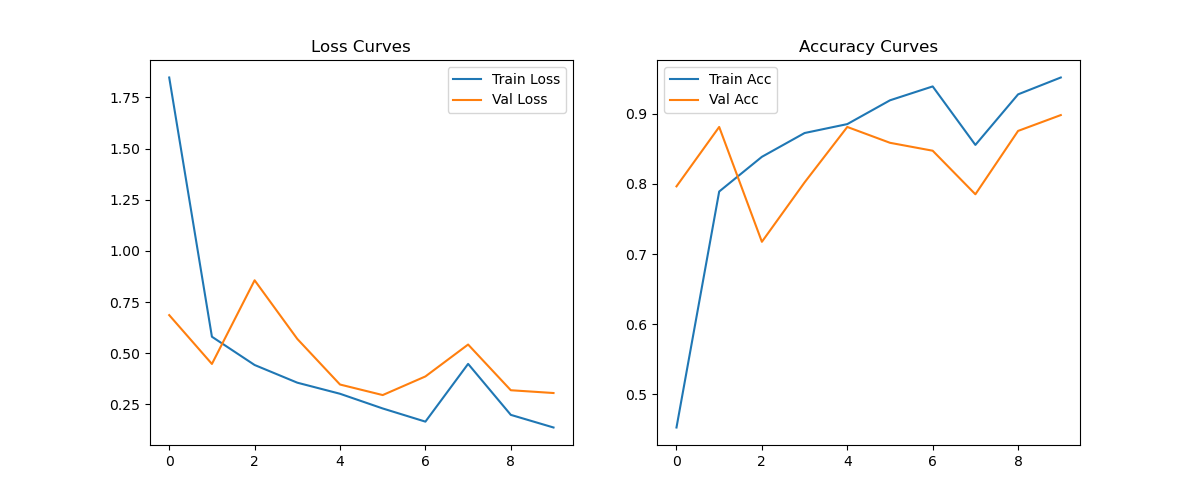 Loss Curves
Train Loss
Val Loss
1.75
1.50
1.25
1.00
0.75
0.50
0.25
0 2 4 6 8
Accuracy Curves
Train Acc
Val Acc
0.9
0.8
0.7
0.6
0.5
0 2 4 6 8